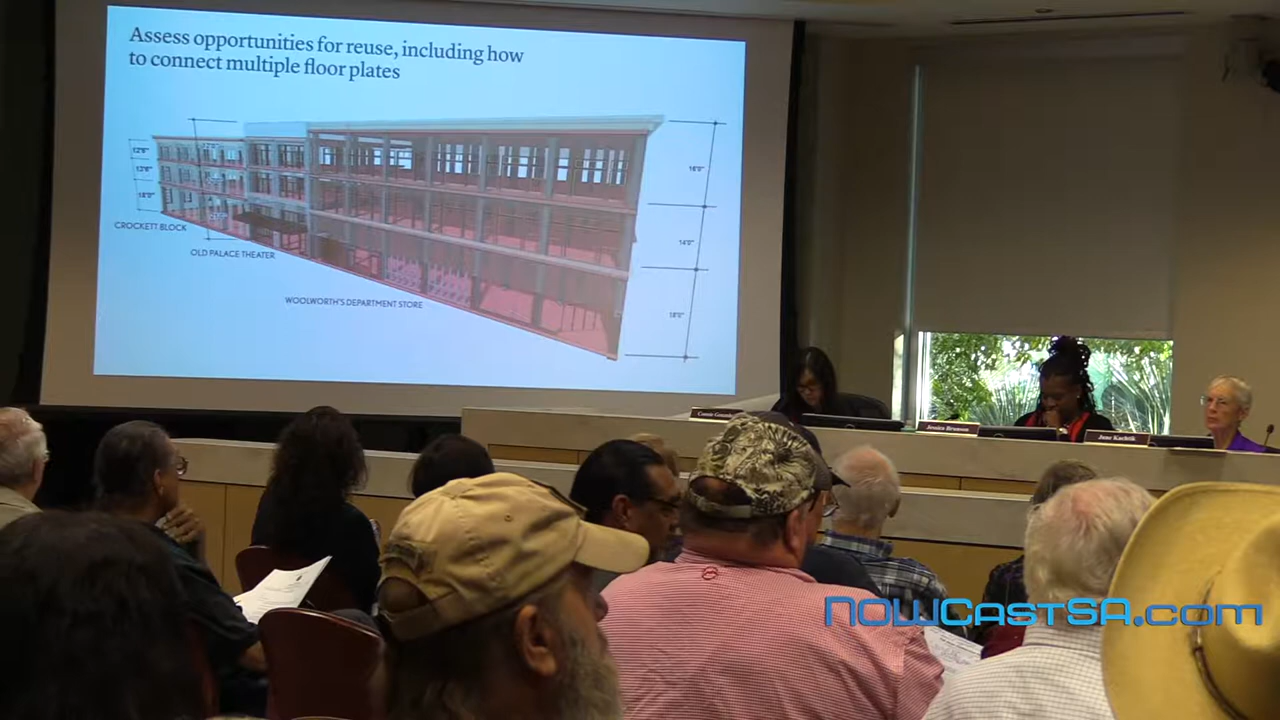 Assess opportunities for reuse, including how
to connect multiple floor plates
16'0"
14'0"
18'0"
CROCKETT BLOCK
OLD PALACE THEATER
WOOLWORTH'S DEPARTMENT STORE
Jessica Brunson
Jane Kachtik
NOWCastSA.com